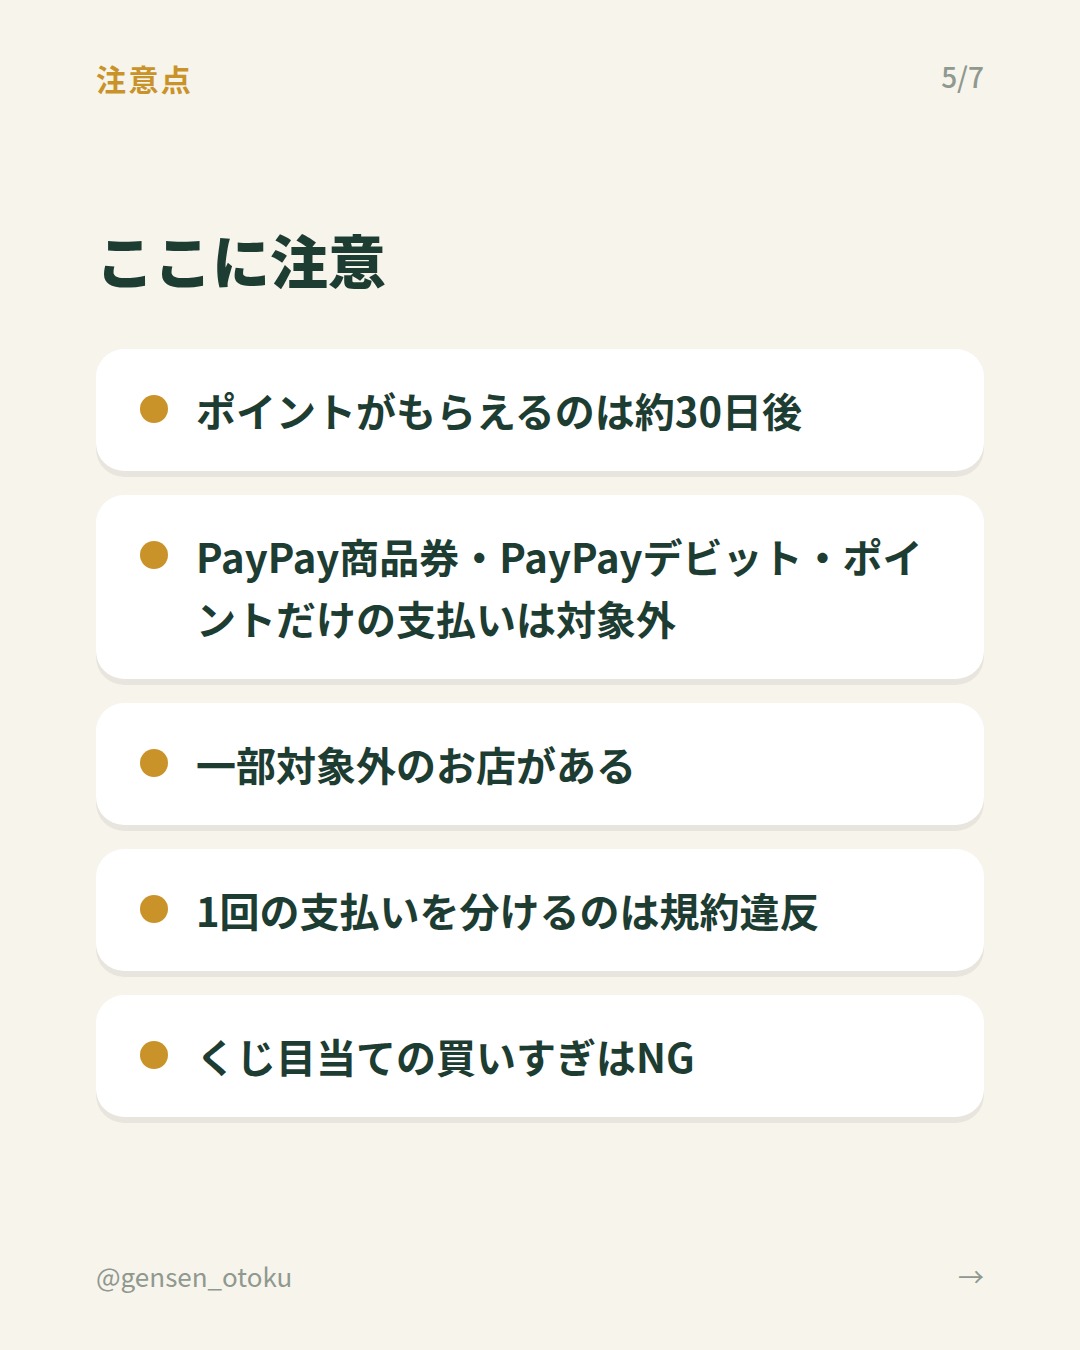 注意点
5/7
ここに注意
ポイントがもらえるのは約30日後
PayPay商品券・PayPayデビット・ポイ
ントだけの支払いは対象外
一部対象外のお店がある
1回の支払いを分けるのは規約違反
くじ目当ての買いすぎはNG
@gensen_otoku
→